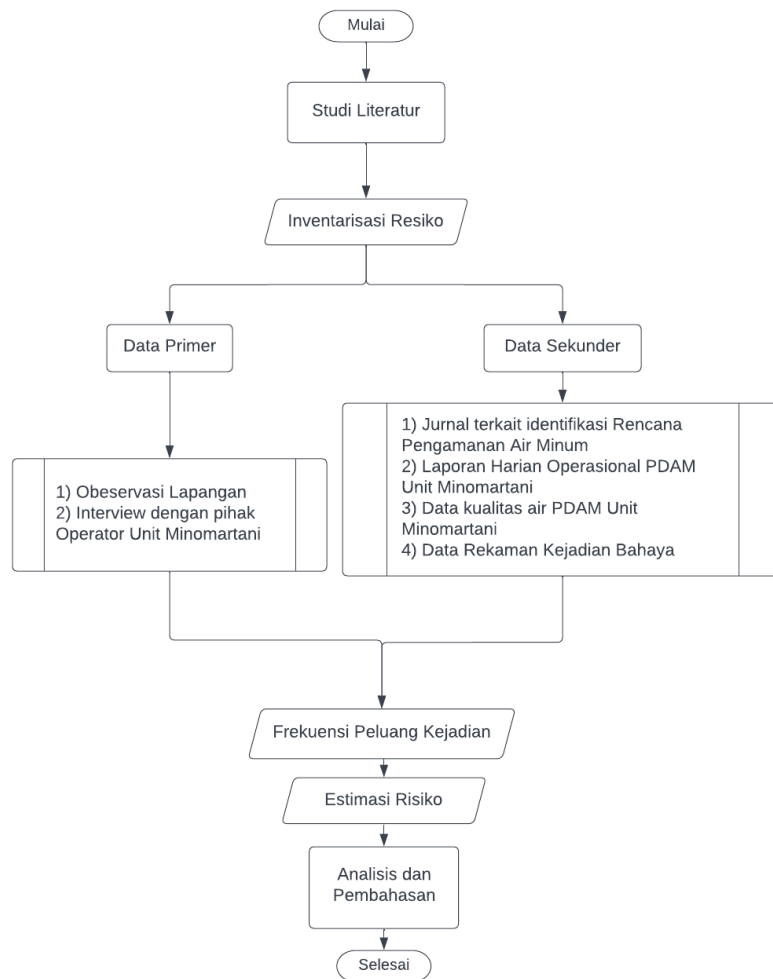 Mulai
Studi Literatur
Inventarisasi Resiko
Data Primer
Data Sekunder
1) Obeservasi Lapangan
2) Interview dengan pihak
Operator Unit Minomartani
1) Jurnal terkait identifikasi Rencana
Pengamanan Air Minum
2) Laporan Harian Operasional PDAM
Unit Minomartani
3) Data kualitas air PDAM Unit
Minomartani
4) Data Rekaman Kejadian Bahaya
Frekuensi Peluang Kejadian
Estimasi Risiko
Analisis dan
Pembahasan
Selesai